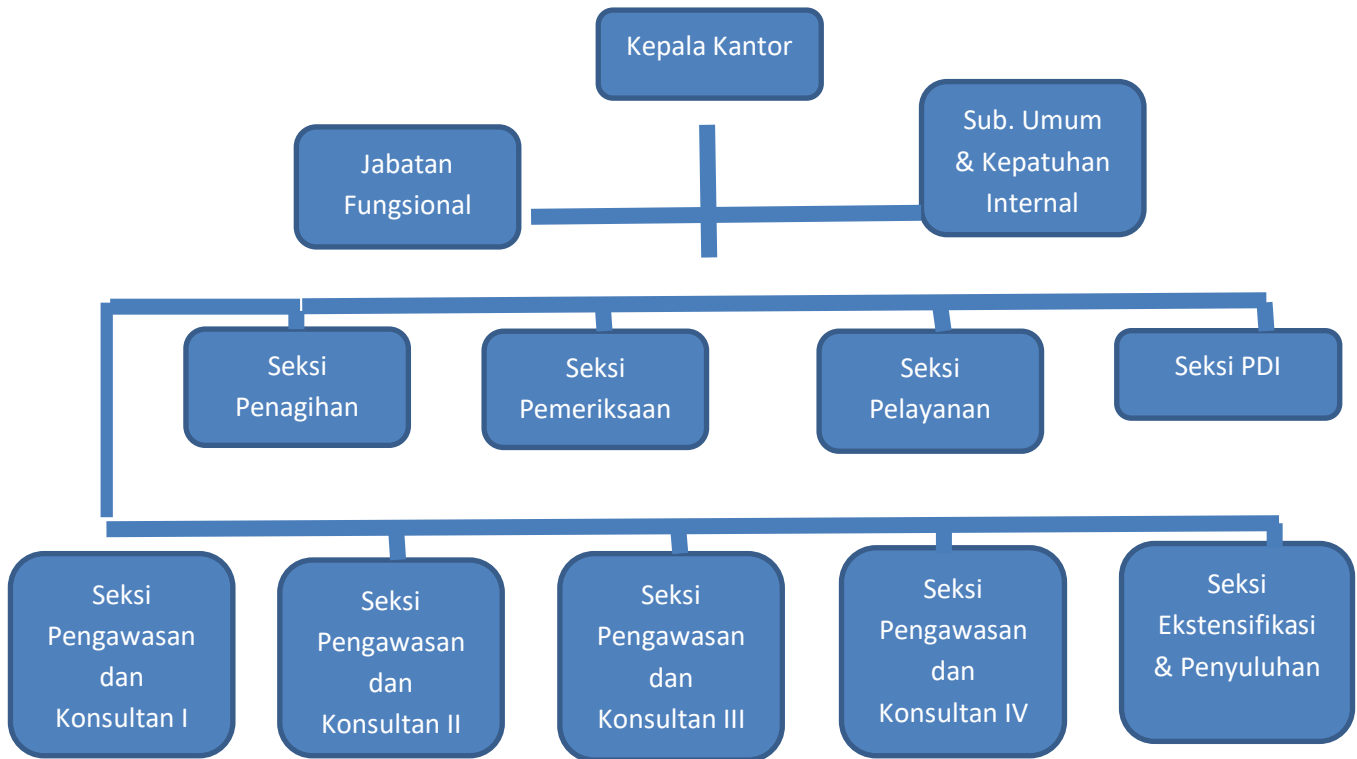 Kepala Kantor
Jabatan
Fungsional
Sub. Umum
& Kepatuhan
Internal
Seksi
Penagihan
Seksi
Pemeriksaan
Seksi
Pelayanan
Seksi PDI
Seksi
Pengawasan
dan
Konsultan I
Seksi
Pengawasan
dan
Konsultan II
Seksi
Pengawasan
dan
Konsultan III
Seksi
Pengawasan
dan
Konsultan IV
Seksi
Ekstensifikasi
& Penyuluhan